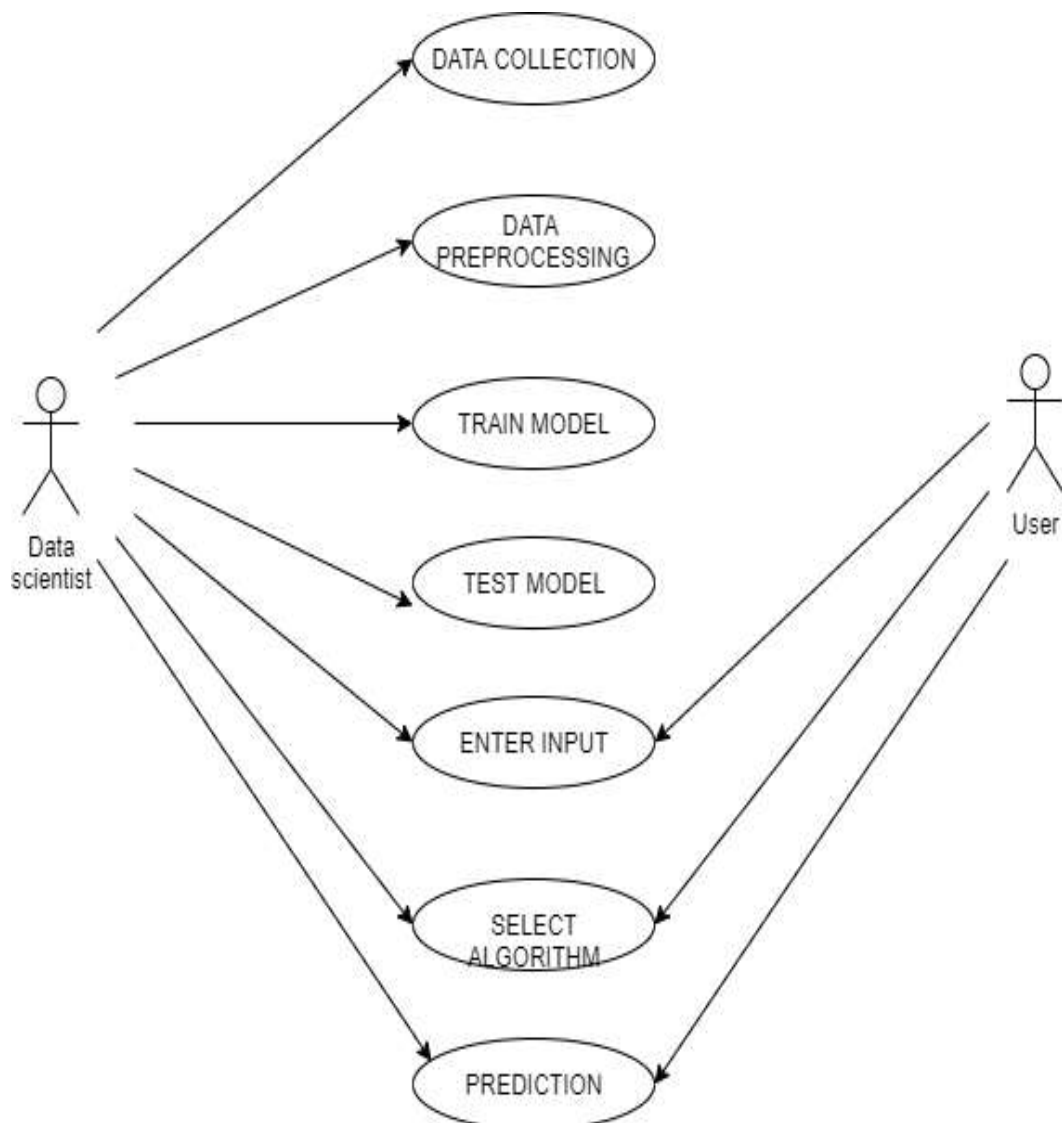 DATA COLLECTION
DATA
PREPROCESSING
TRAIN MODEL
Data
scientist
User
TEST MODEL
ENTER INPUT
SELECT
ALGORITHM
PREDICTION